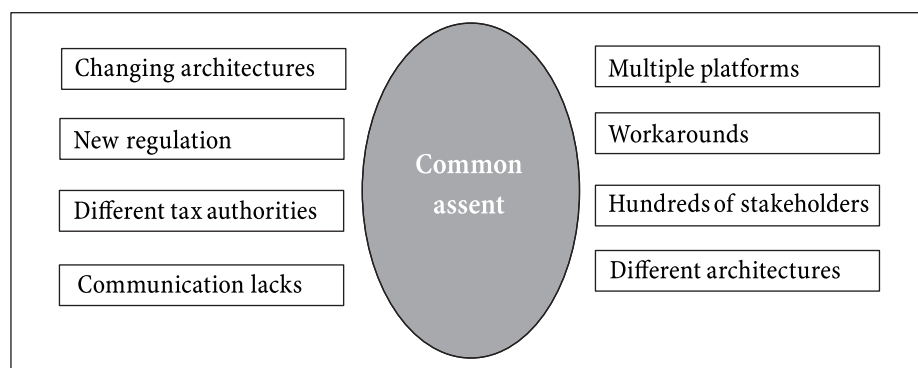 Changing architectures
New regulation
Different tax authorities
Communication lacks
Common
assent
Multiple platforms
Workarounds
Hundreds of stakeholders
Different architectures